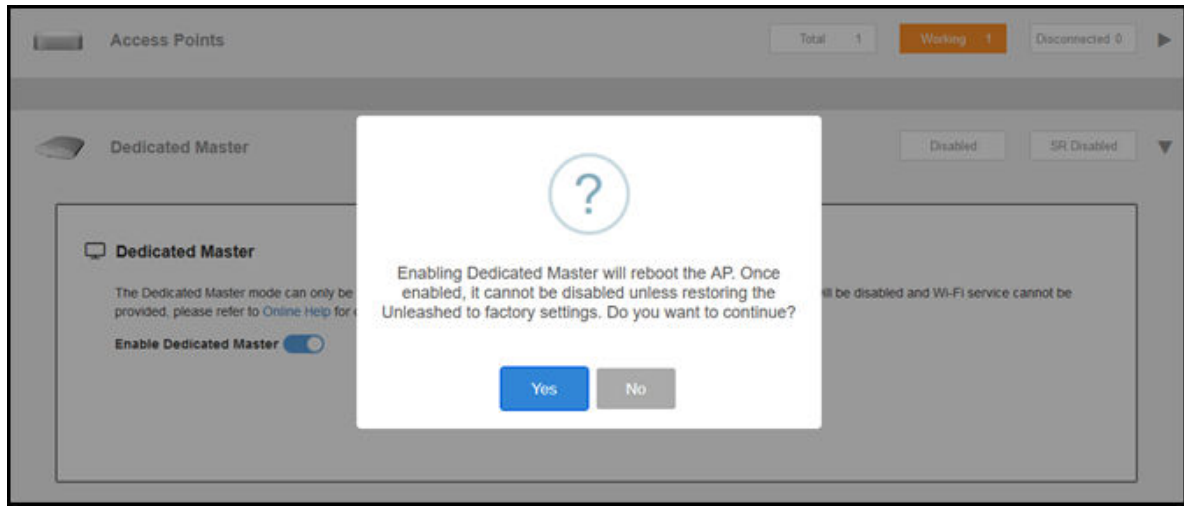 Access Points
Total 1
Working 1
Disconnected 0
Dedicated Master
Disabled
SR Disabled
?
Enabling Dedicated Master will reboot the AP. Once
enabled, it cannot be disabled unless restoring the
Unleashed to factory settings. Do you want to continue?
Yes
No
Dedicated Master
The Dedicated Master mode can only be
ill be disabled and Wi-Fi service cannot be
provided, please refer to Online Help for
Enable Dedicated Master